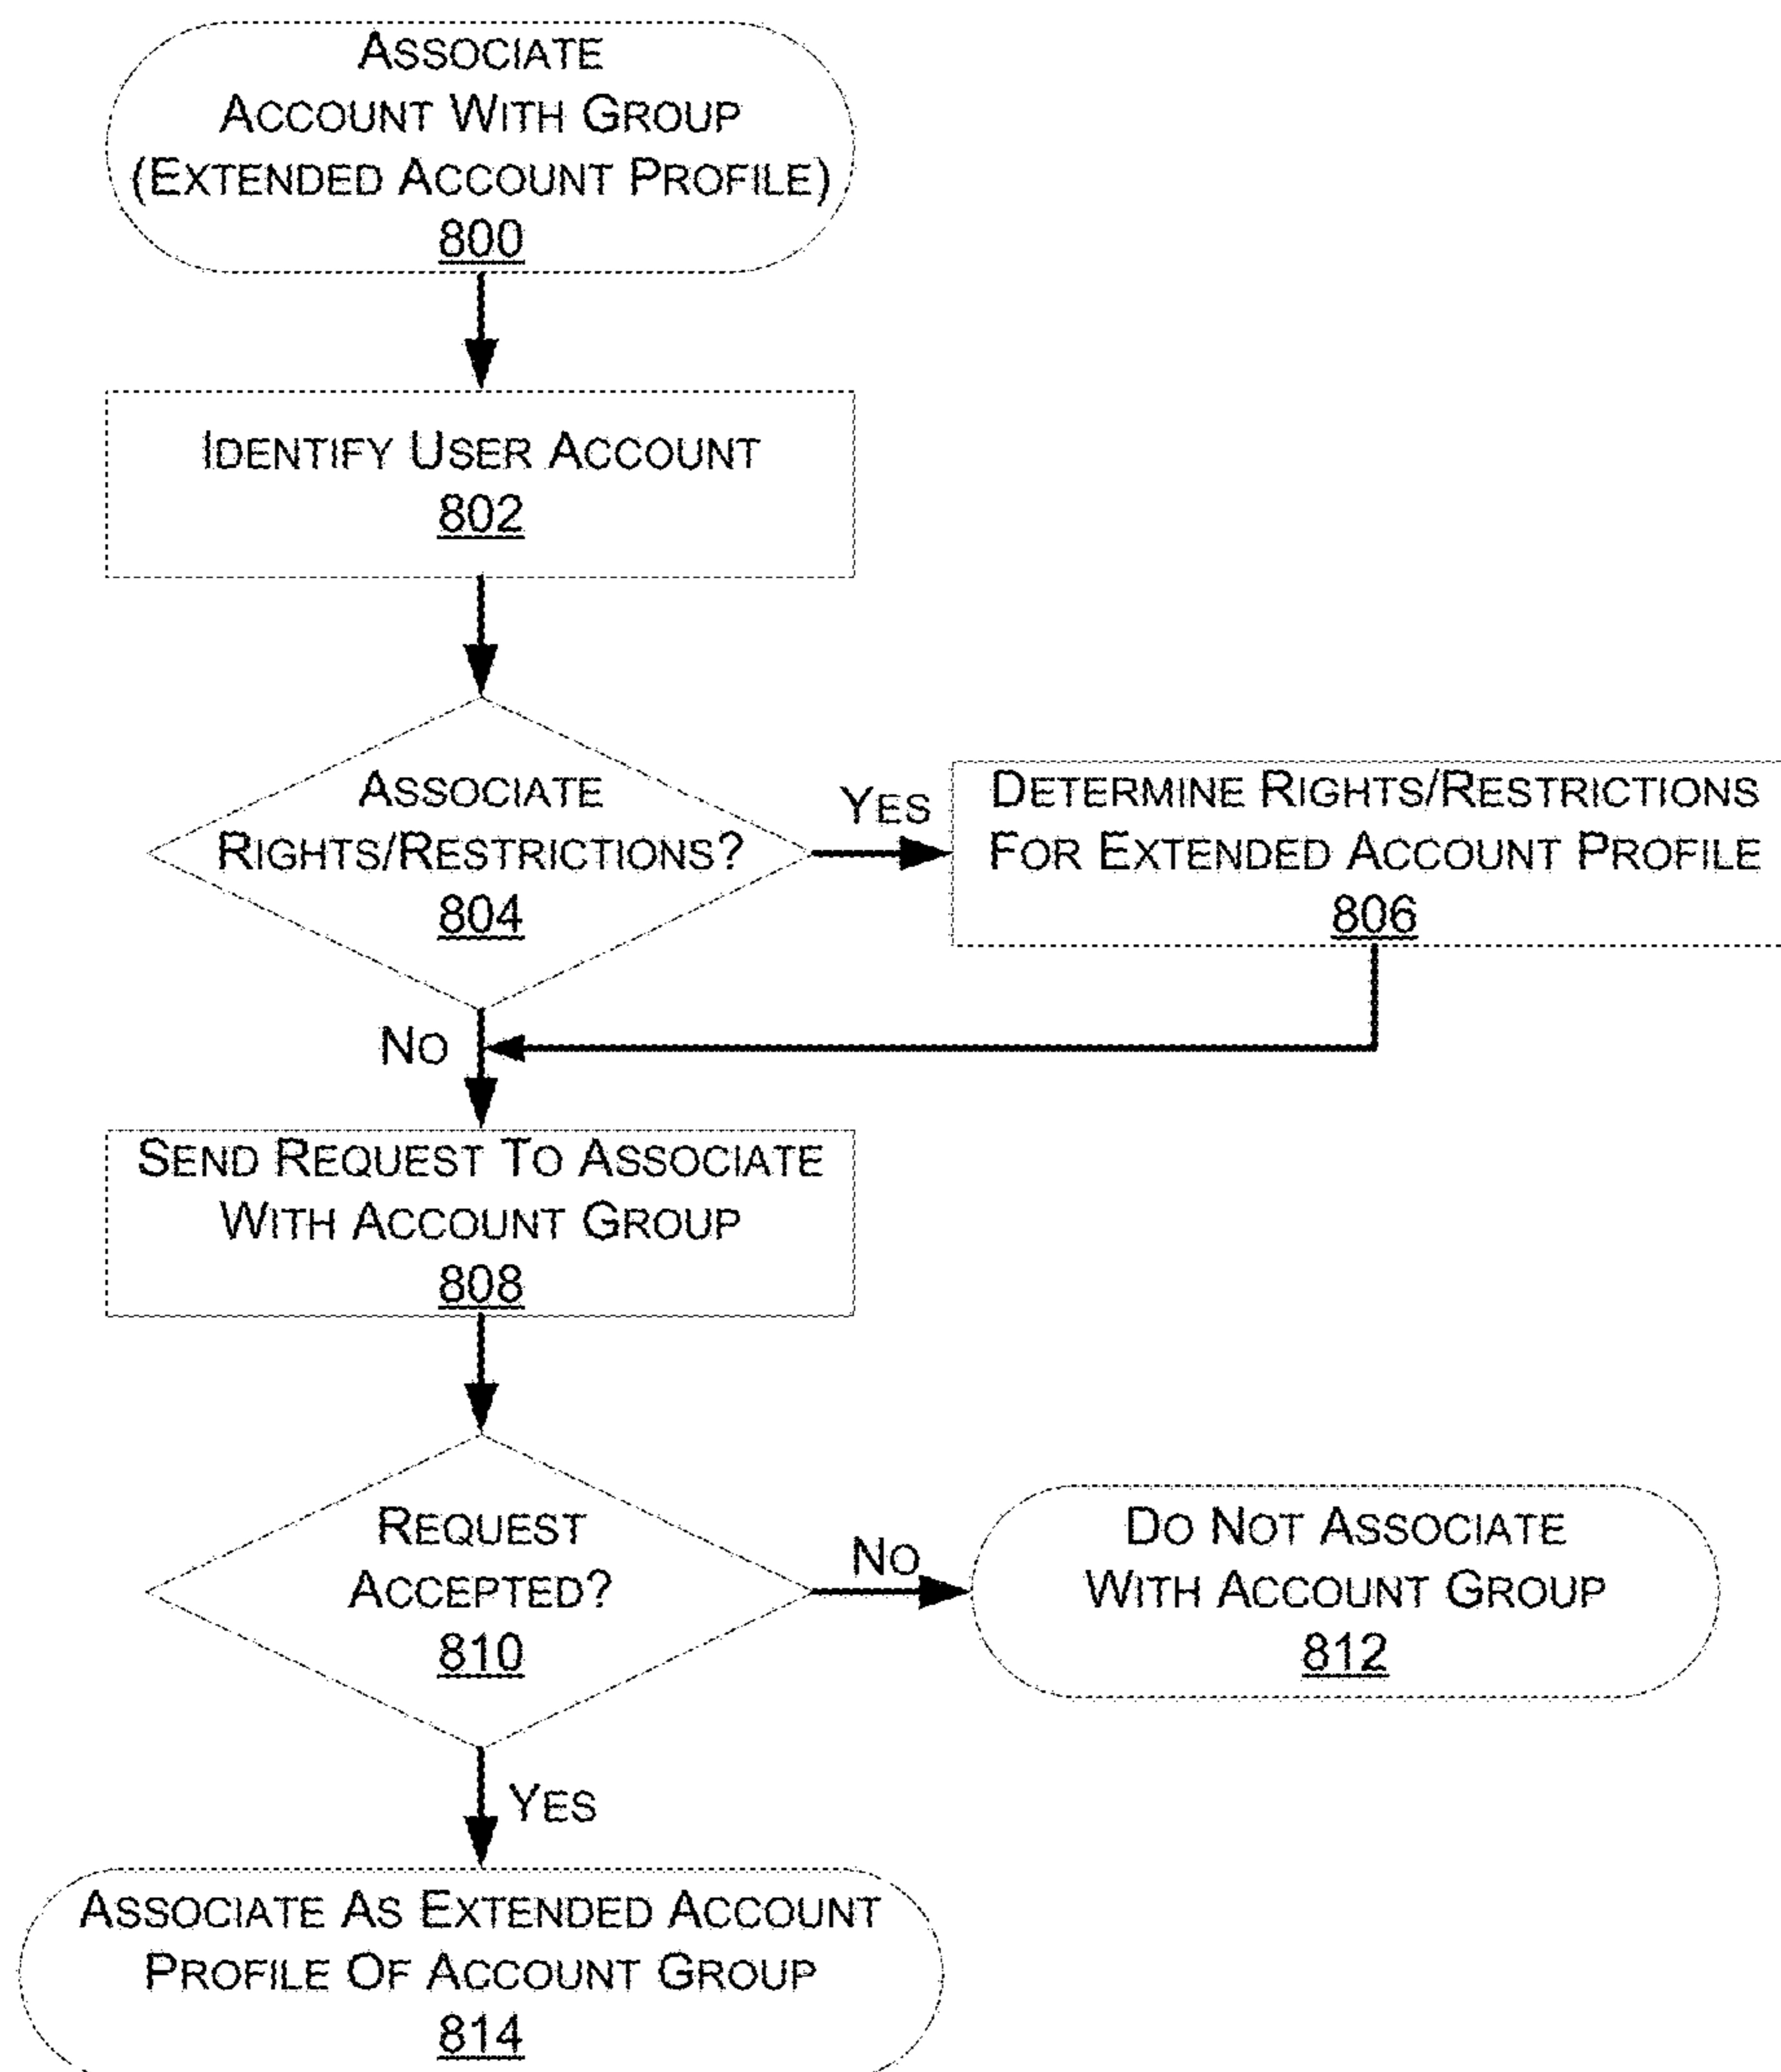 ASSOCIATE
ACCOUNT WITH GROUP
(EXTENDED ACCOUNT PROFILE)
800
IDENTIFY USER ACCOUNT
802
ASSOCIATE
RIGHTS/RESTRICTIONS?
804
YES
DETERMINE RIGHTS/RESTRICTIONS
FOR EXTENDED ACCOUNT PROFILE
806
NO
SEND REQUEST TO ASSOCIATE
WITH ACCOUNT GROUP
808
REQUEST
ACCEPTED?
810
NO
DO NOT ASSOCIATE
WITH ACCOUNT GROUP
812
YES
ASSOCIATE AS EXTENDED ACCOUNT
PROFILE OF ACCOUNT GROUP
814